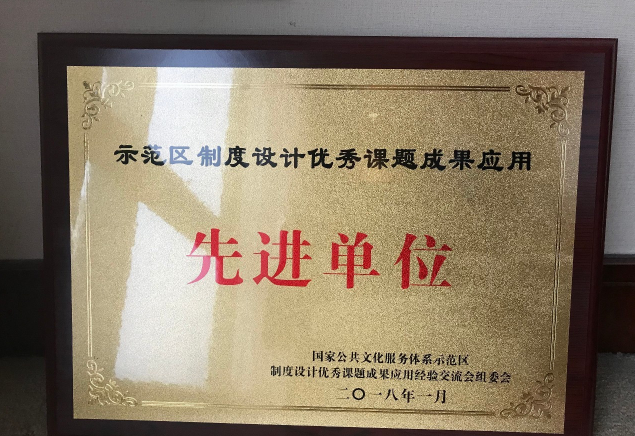 示范区制度设计优秀课题成果应用
先进单位
国家公共文化服务体系示范区
制度设计优秀课题成果应用经验交流会组委会
二〇一八年一月